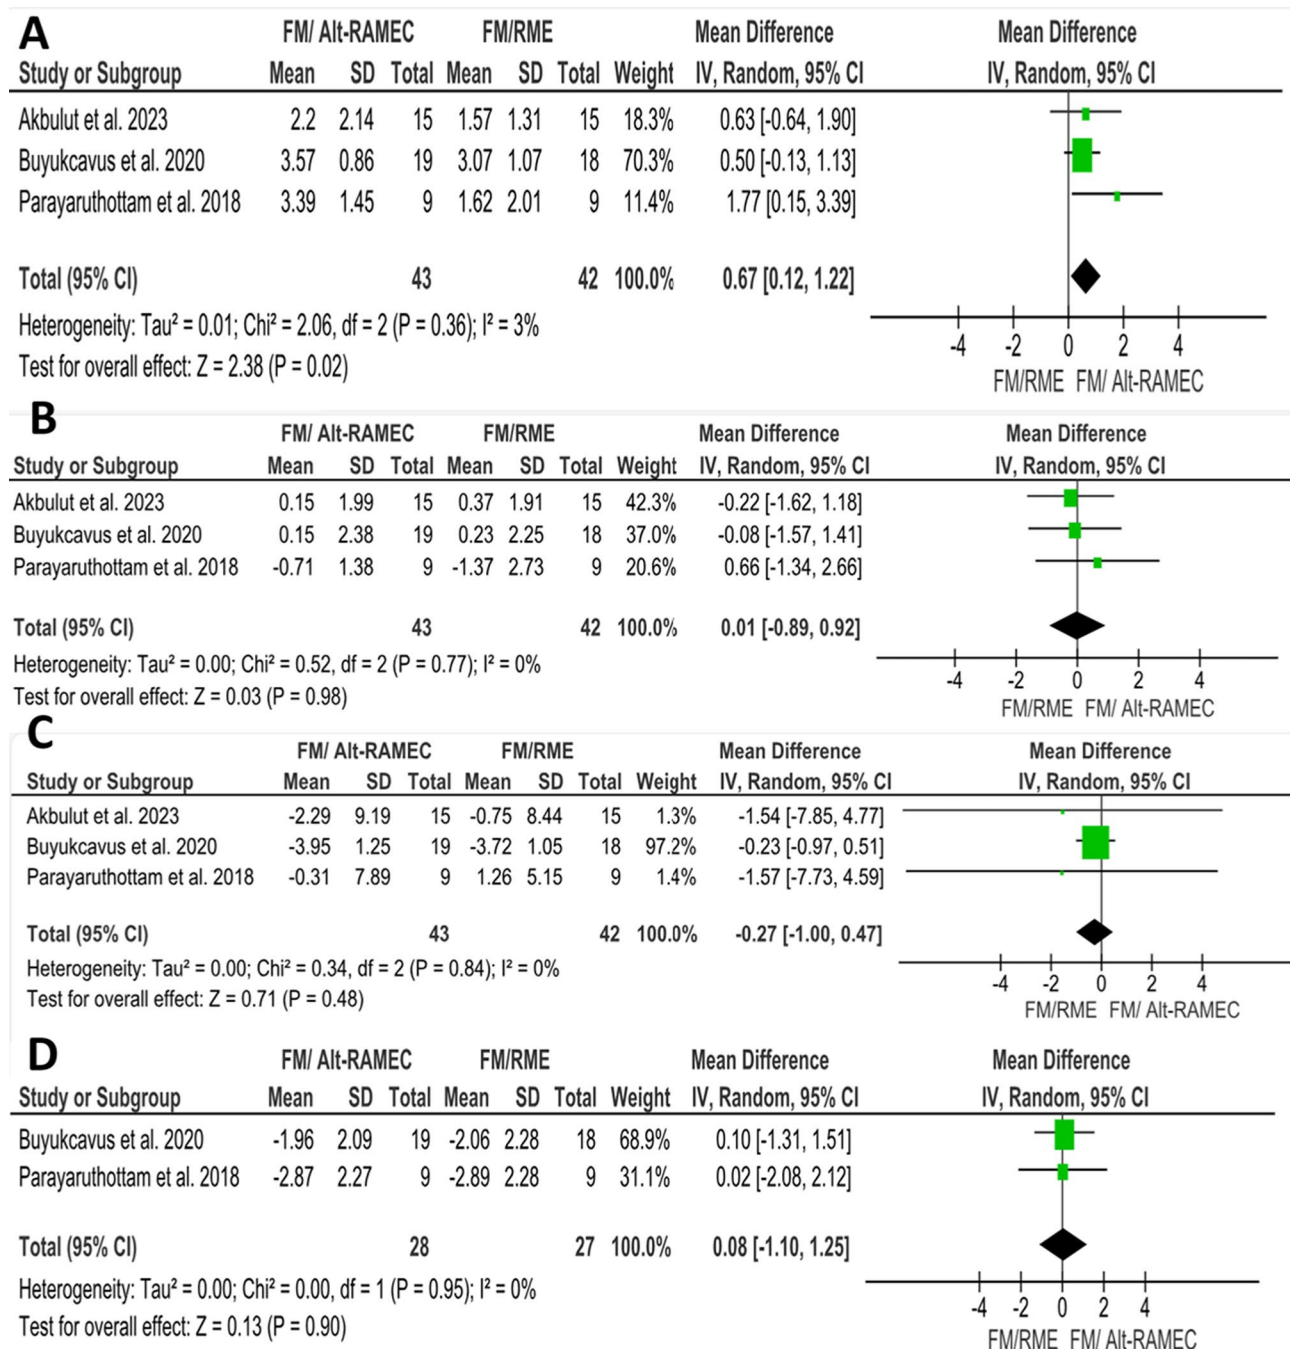 A
FM/ Alt-RAMEC FM/RME Mean Difference Mean Difference
Study or Subgroup Mean SD Total Mean SD Total Weight IV, Random, 95% CI IV, Random, 95% CI
Akbulut et al. 2023 2.2 2.14 15 1.57 1.31 15 18.3% 0.63 [-0.64, 1.90]
Buyukcavus et al. 2020 3.57 0.86 19 3.07 1.07 18 70.3% 0.50 [-0.13, 1.13]
Parayaruthottam et al. 2018 3.39 1.45 9 1.62 2.01 9 11.4% 1.77 [0.15, 3.39]
Total (95% CI) 43 42 100.0% 0.67 [0.12, 1.22]
Heterogeneity: Tau² = 0.01; Chi² = 2.06, df = 2 (P = 0.36); I² = 3%
Test for overall effect: Z = 2.38 (P = 0.02)
-4 -2 0 2 4
FM/RME FM/ Alt-RAMEC
B
FM/ Alt-RAMEC FM/RME Mean Difference Mean Difference
Study or Subgroup Mean SD Total Mean SD Total Weight IV, Random, 95% CI IV, Random, 95% CI
Akbulut et al. 2023 0.15 1.99 15 0.37 1.91 15 42.3% -0.22 [-1.62, 1.18]
Buyukcavus et al. 2020 0.15 2.38 19 0.23 2.25 18 37.0% -0.08 [-1.57, 1.41]
Parayaruthottam et al. 2018 -0.71 1.38 9 -1.37 2.73 9 20.6% 0.66 [-1.34, 2.66]
Total (95% CI) 43 42 100.0% 0.01 [-0.89, 0.92]
Heterogeneity: Tau² = 0.00; Chi² = 0.52, df = 2 (P = 0.77); I² = 0%
Test for overall effect: Z = 0.03 (P = 0.98)
-4 -2 0 2 4
FM/RME FM/ Alt-RAMEC
C
FM/ Alt-RAMEC FM/RME Mean Difference Mean Difference
Study or Subgroup Mean SD Total Mean SD Total Weight IV, Random, 95% CI IV, Random, 95% CI
Akbulut et al. 2023 -2.29 9.19 15 -0.75 8.44 15 1.3% -1.54 [-7.85, 4.77]
Buyukcavus et al. 2020 -3.95 1.25 19 -3.72 1.05 18 97.2% -0.23 [-0.97, 0.51]
Parayaruthottam et al. 2018 -0.31 7.89 9 1.26 5.15 9 1.4% -1.57 [-7.73, 4.59]
Total (95% CI) 43 42 100.0% -0.27 [-1.00, 0.47]
Heterogeneity: Tau² = 0.00; Chi² = 0.34, df = 2 (P = 0.84); I² = 0%
Test for overall effect: Z = 0.71 (P = 0.48)
-4 -2 0 2 4
FM/RME FM/ Alt-RAMEC
D
FM/ Alt-RAMEC FM/RME Mean Difference Mean Difference
Study or Subgroup Mean SD Total Mean SD Total Weight IV, Random, 95% CI IV, Random, 95% CI
Buyukcavus et al. 2020 -1.96 2.09 19 -2.06 2.28 18 68.9% 0.10 [-1.31, 1.51]
Parayaruthottam et al. 2018 -2.87 2.27 9 -2.89 2.28 9 31.1% 0.02 [-2.08, 2.12]
Total (95% CI) 28 27 100.0% 0.08 [-1.10, 1.25]
Heterogeneity: Tau² = 0.00; Chi² = 0.00, df = 1 (P = 0.95); I² = 0%
Test for overall effect: Z = 0.13 (P = 0.90)
-4 -2 0 2 4
FM/RME FM/ Alt-RAMEC